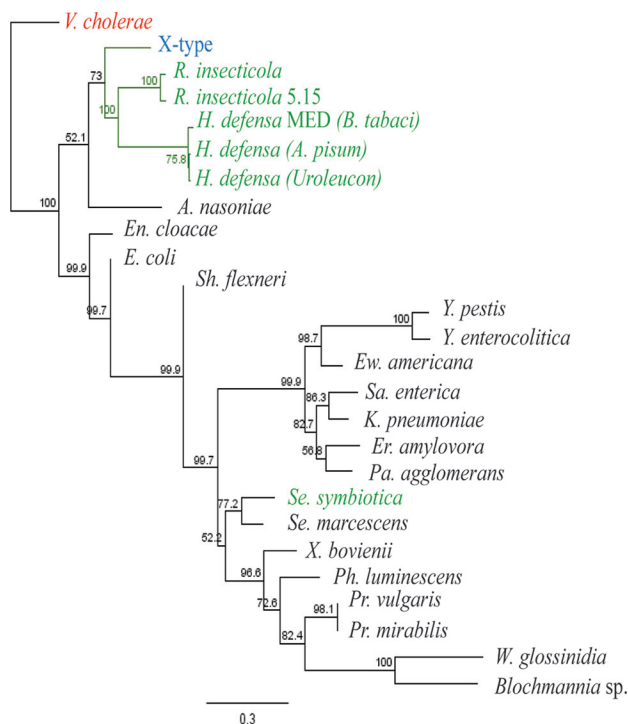 V. cholerae
X-type
73
R. insecticola
100
R. insecticola 5.15
100
H. defensa MED (B. tabaci)
52.1
H. defensa (A. pisum)
75.8
H. defensa (Uroleucon)
A. nasoniae
100
En. cloacae
99.9
E. coli
99.7
Sh. flexneri
Y. pestis
100
Y. enterocolitica
98.7
Ew. americana
99.9
99.9
Sa. enterica
86.3
K. pneumoniae
82.7
Er. amylovora
56.8
Pa. agglomerans
99.7
Se. symbiotica
77.2
Se. marcescens
52.2
X. bovienii
96.6
Ph. luminescens
72.6
Pr. vulgaris
98.1
Pr. mirabilis
82.4
W. glossinidia
100
Blochmannia sp.
0.3